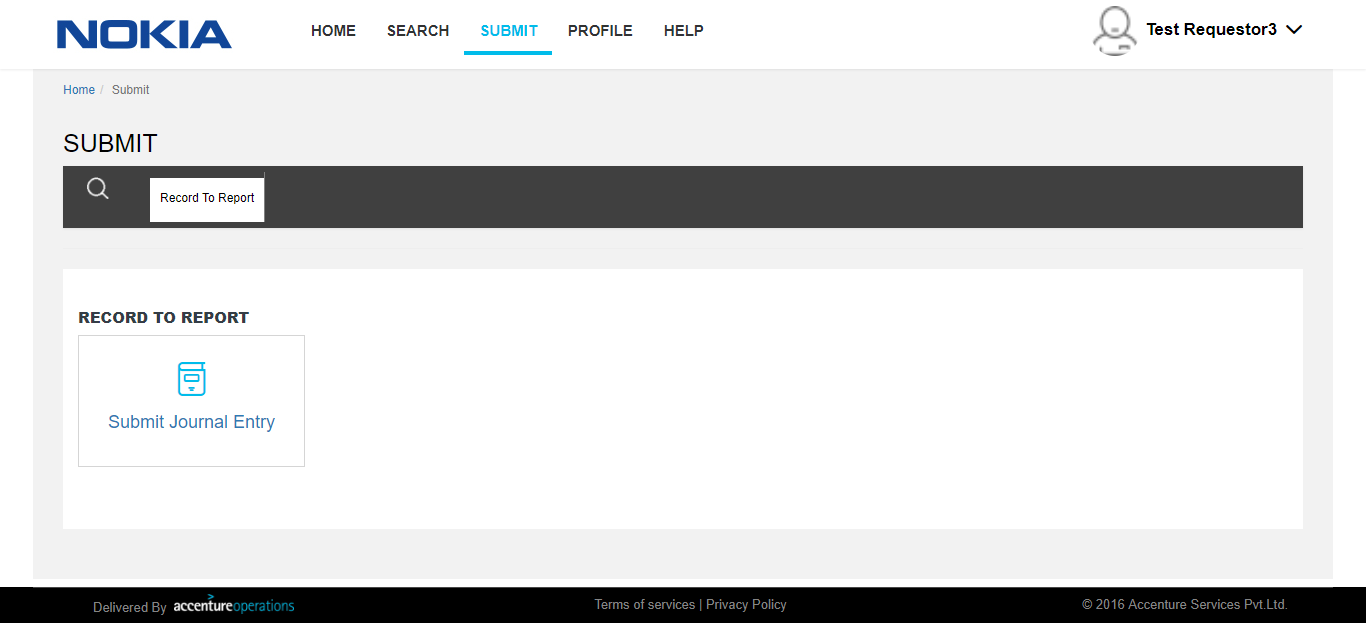 NOKIA
HOME SEARCH SUBMIT PROFILE HELP
Test Requestor3
Home / Submit
SUBMIT
Record To Report
RECORD TO REPORT
Submit Journal Entry
Delivered By accentureoperations
Terms of services | Privacy Policy
© 2016 Accenture Services Pvt.Ltd.